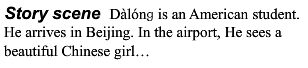 Story scene Dàlóng is an American student.
He arrives in Beijing. In the airport, He sees a
beautiful Chinese girl…